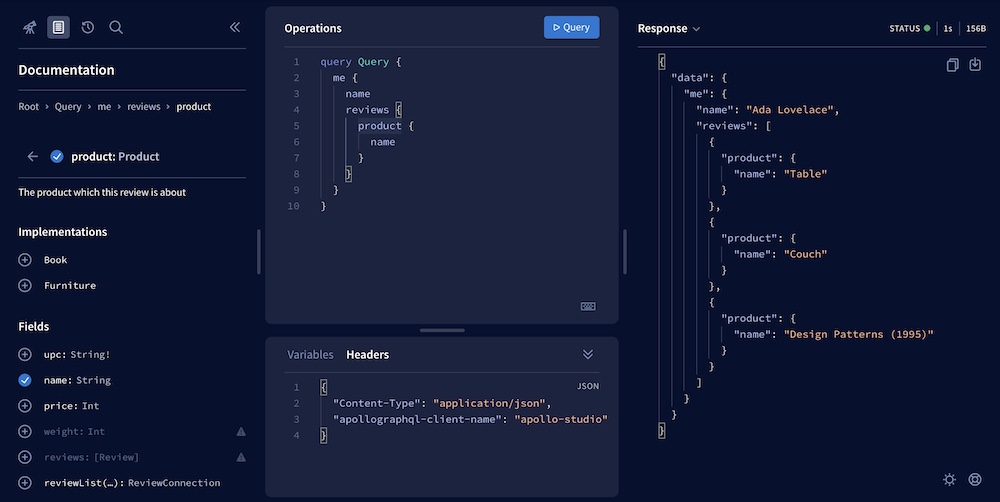 Documentation
Root > Query > me > reviews > product
product: Product
The product which this review is about
Implementations
Book
Furniture
Fields
upc: String!
name: String
price: Int
weight: Int
reviews: [Review]
reviewList(…): ReviewConnection
Operations
Query
1 query Query {
2 me {
3 name
4 reviews {
5 product {
6 name
7 }
8 }
9 }
10 }
Variables Headers
JSON
1 {
2 "Content-Type": "application/json",
3 "apollographql-client-name": "apollo-studio"
4 }
Response
STATUS 1s 156B
{
"data": {
"me": {
"name": "Ada Lovelace",
"reviews": [
{
"product": {
"name": "Table"
}
},
{
"product": {
"name": "Couch"
}
},
{
"product": {
"name": "Design Patterns (1995)"
}
}
]
}
}
}